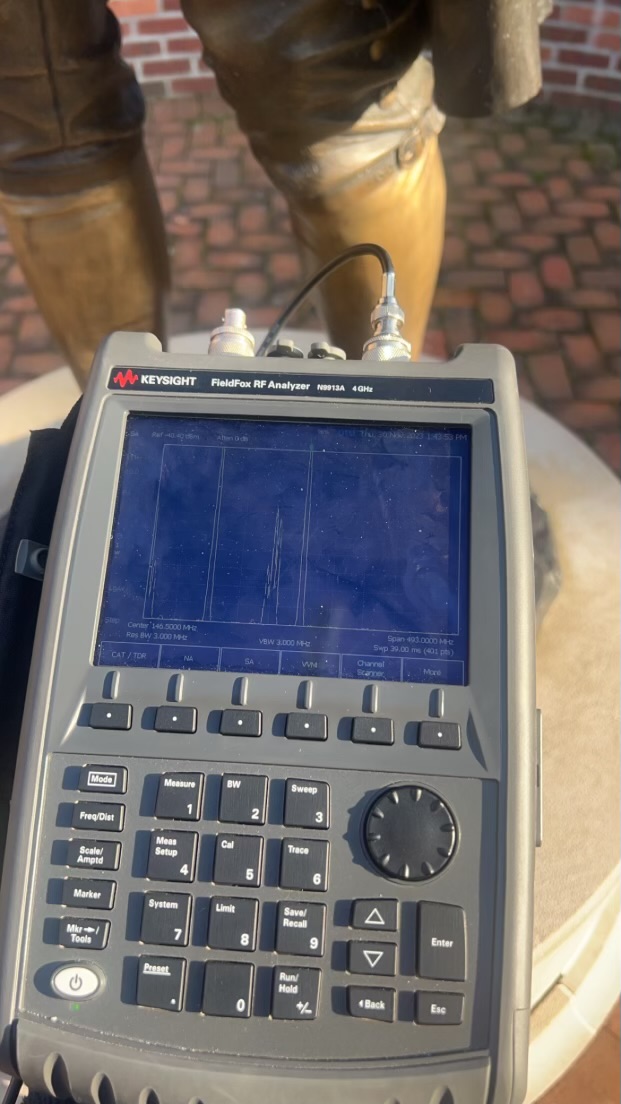 KEYSIGHT FieldFox RF Analyzer N9913A 4 GHz
Center 146.5000 MHz
Res BW 3.000 MHz
VBW 3.000 MHz
Span 493.0000 MHz
Swp 39.00 ms (401 pts)
CAT / TDR NA SA VVM Channel Scanner More
Mode
Measure 1
BW 2
Sweep 3
Freq/Dist
Scale/ Amptd
Meas Setup 4
Cal 5
Trace 6
Marker
System 7
Limit 8
Save/ Recall 9
Mkr→/ Tools
Enter
Preset .
0
Run/ Hold +/-
Back
Esc